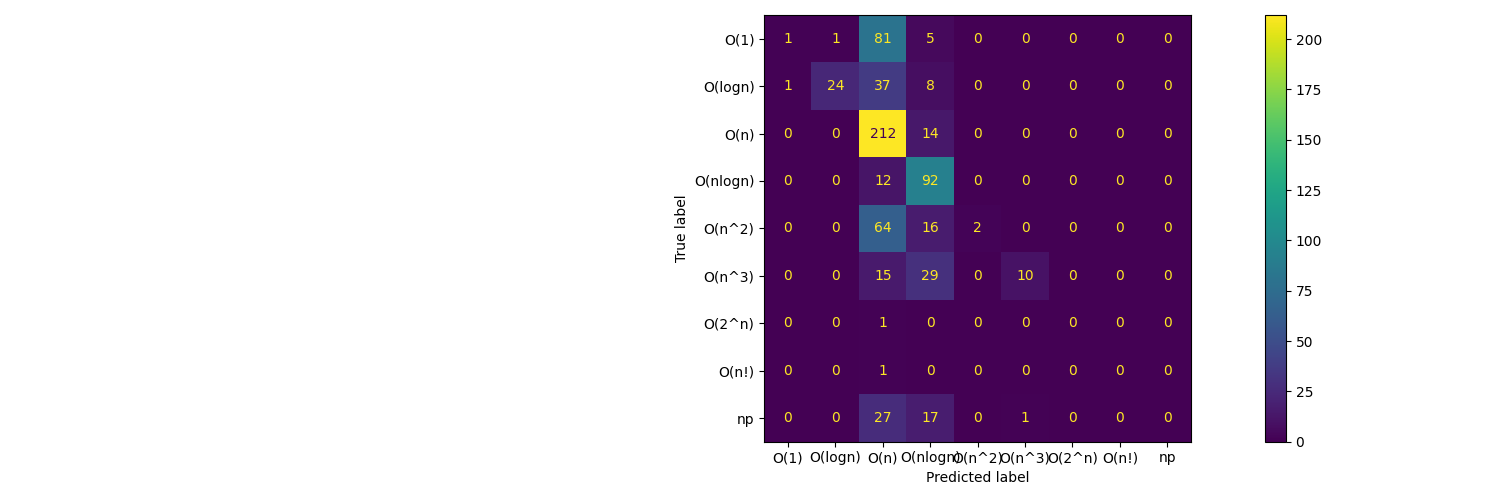 O(1) 1 1 81 5 0 0 0 0 0
O(logn) 1 24 37 8 0 0 0 0 0
O(n) 0 0 212 14 0 0 0 0 0
O(nlogn) 0 0 12 92 0 0 0 0 0
O(n^2) 0 0 64 16 2 0 0 0 0
O(n^3) 0 0 15 29 0 10 0 0 0
O(2^n) 0 0 1 0 0 0 0 0 0
O(n!) 0 0 1 0 0 0 0 0 0
np 0 0 27 17 0 1 0 0 0
O(1) O(logn) O(n) O(nlogn) O(n^2) O(n^3) O(2^n) O(n!) np
Predicted label
True label
200
175
150
125
100
75
50
25
0